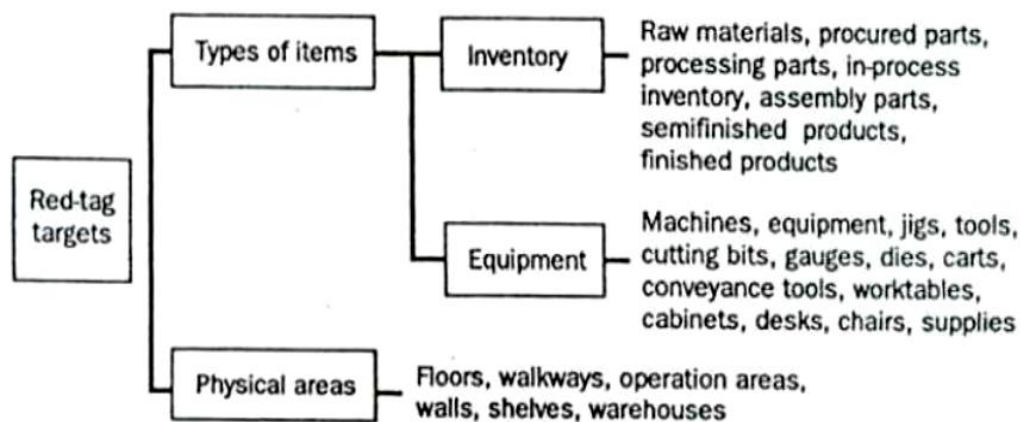 Red-tag
targets
Types of items
Inventory
Raw materials, procured parts,
processing parts, in-process
inventory, assembly parts,
semifinished products,
finished products
Equipment
Machines, equipment, jigs, tools,
cutting bits, gauges, dies, carts,
conveyance tools, worktables,
cabinets, desks, chairs, supplies
Physical areas
Floors, walkways, operation areas,
walls, shelves, warehouses